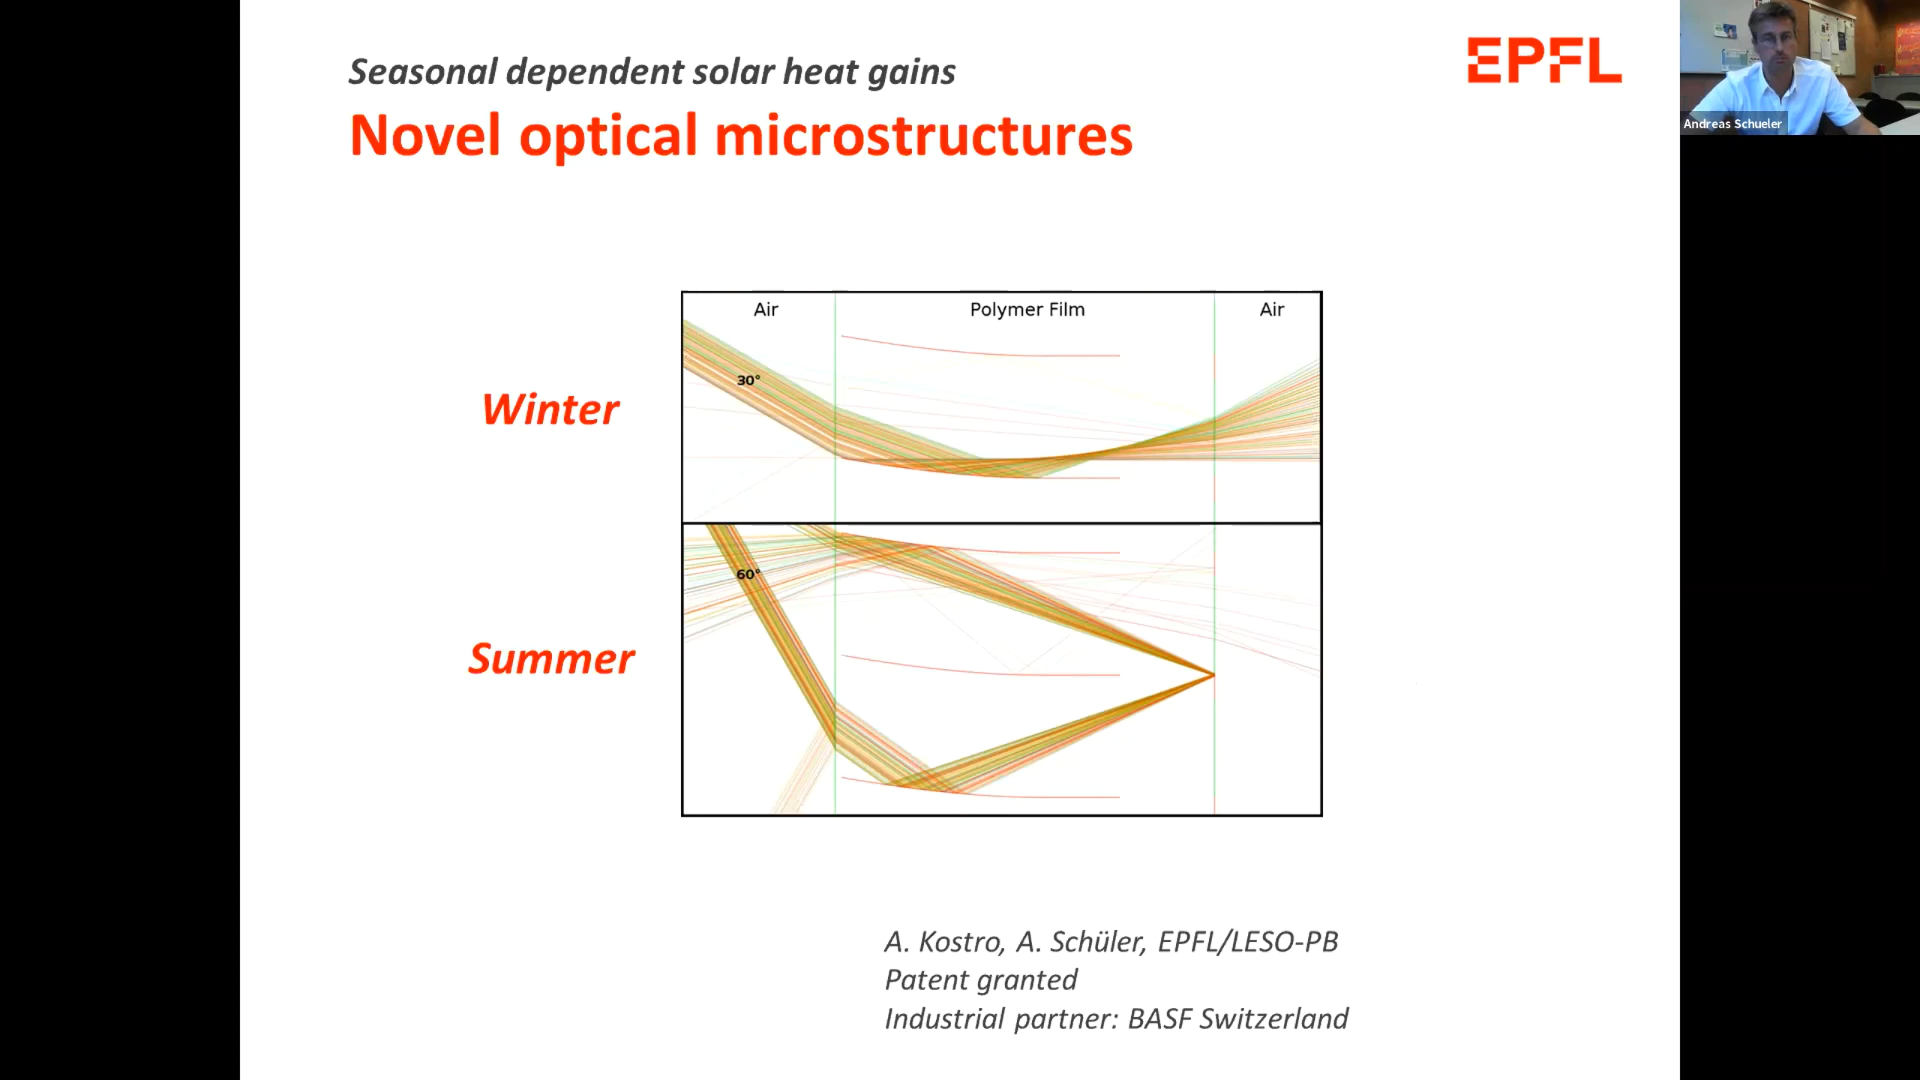 Seasonal dependent solar heat gains
Novel optical microstructures
EPFL
Andreas Schueler
Air
Polymer Film
Air
30°
Winter
60°
Summer
A. Kostro, A. Schüler, EPFL/LESO-PB
Patent granted
Industrial partner: BASF Switzerland